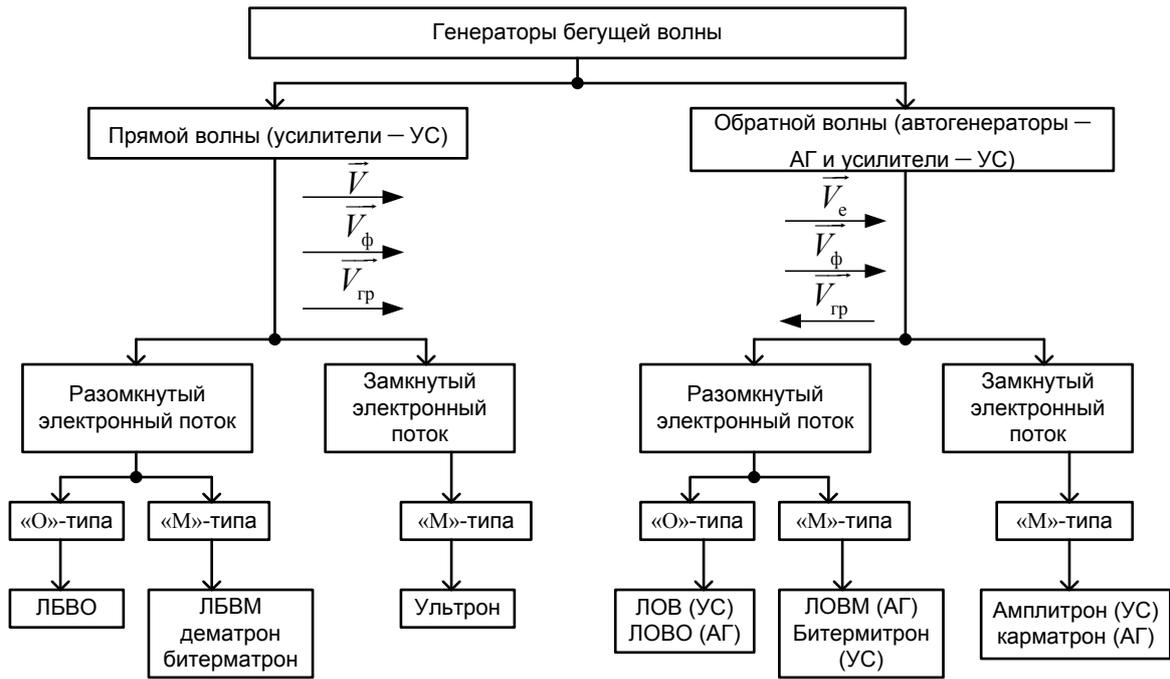 Генераторы бегущей волны
Прямой волны (усилители — УС)
Обратной волны (автогенераторы —
АГ и усилители — УС)
V
Vф
Vгр
Vе
Vф
Vгр
Разомкнутый
электронный поток
Замкнутый
электронный
поток
Разомкнутый
электронный поток
Замкнутый
электронный
поток
«О»-типа
«М»-типа
«М»-типа
«О»-типа
«М»-типа
«М»-типа
ЛБВО
ЛБВМ
дематрон
битерматрон
Ультрон
ЛОВ (УС)
ЛОВО (АГ)
ЛОВМ (АГ)
Битермитрон
(УС)
Амплитрон (УС)
карматрон (АГ)